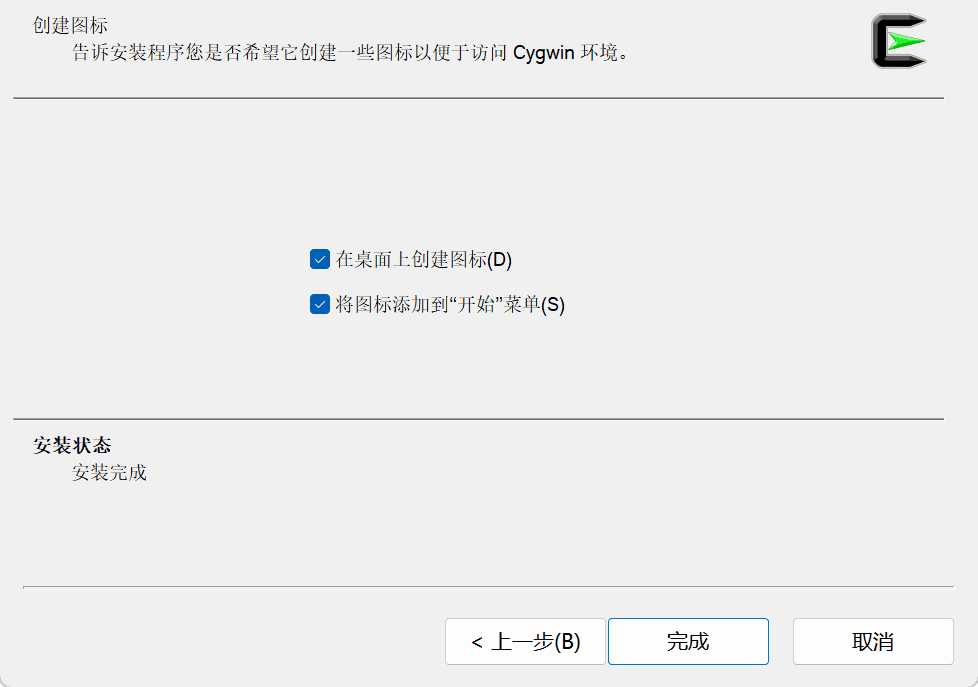 创建图标
告诉安装程序您是否希望它创建一些图标以便于访问 Cygwin 环境。
在桌面上创建图标(D)
将图标添加到“开始”菜单(S)
安装状态
安装完成
< 上一步(B) 完成 取消